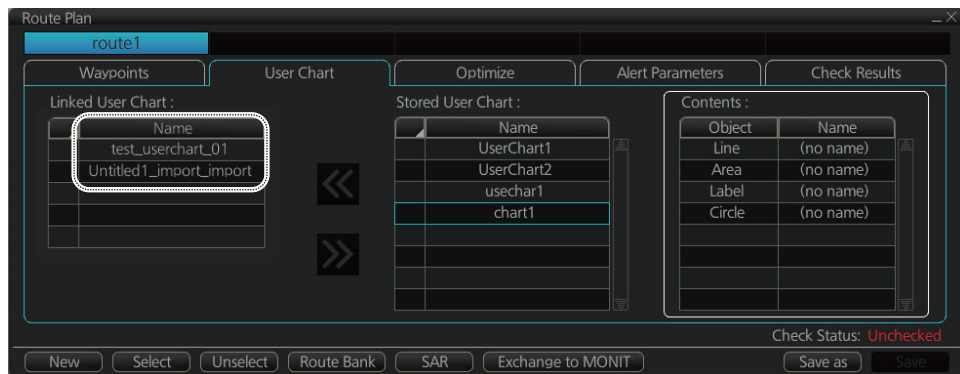 Route Plan
route1
Waypoints User Chart Optimize Alert Parameters Check Results
Linked User Chart : Stored User Chart : Contents :
Name Name Object Name
test_userchart_01 UserChart1 Line (no name)
Untitled1_import_import UserChart2 Area (no name)
usechar1 Label (no name)
chart1 Circle (no name)
Check Status: Unchecked
New Select Unselect Route Bank SAR Exchange to MONIT Save as Save